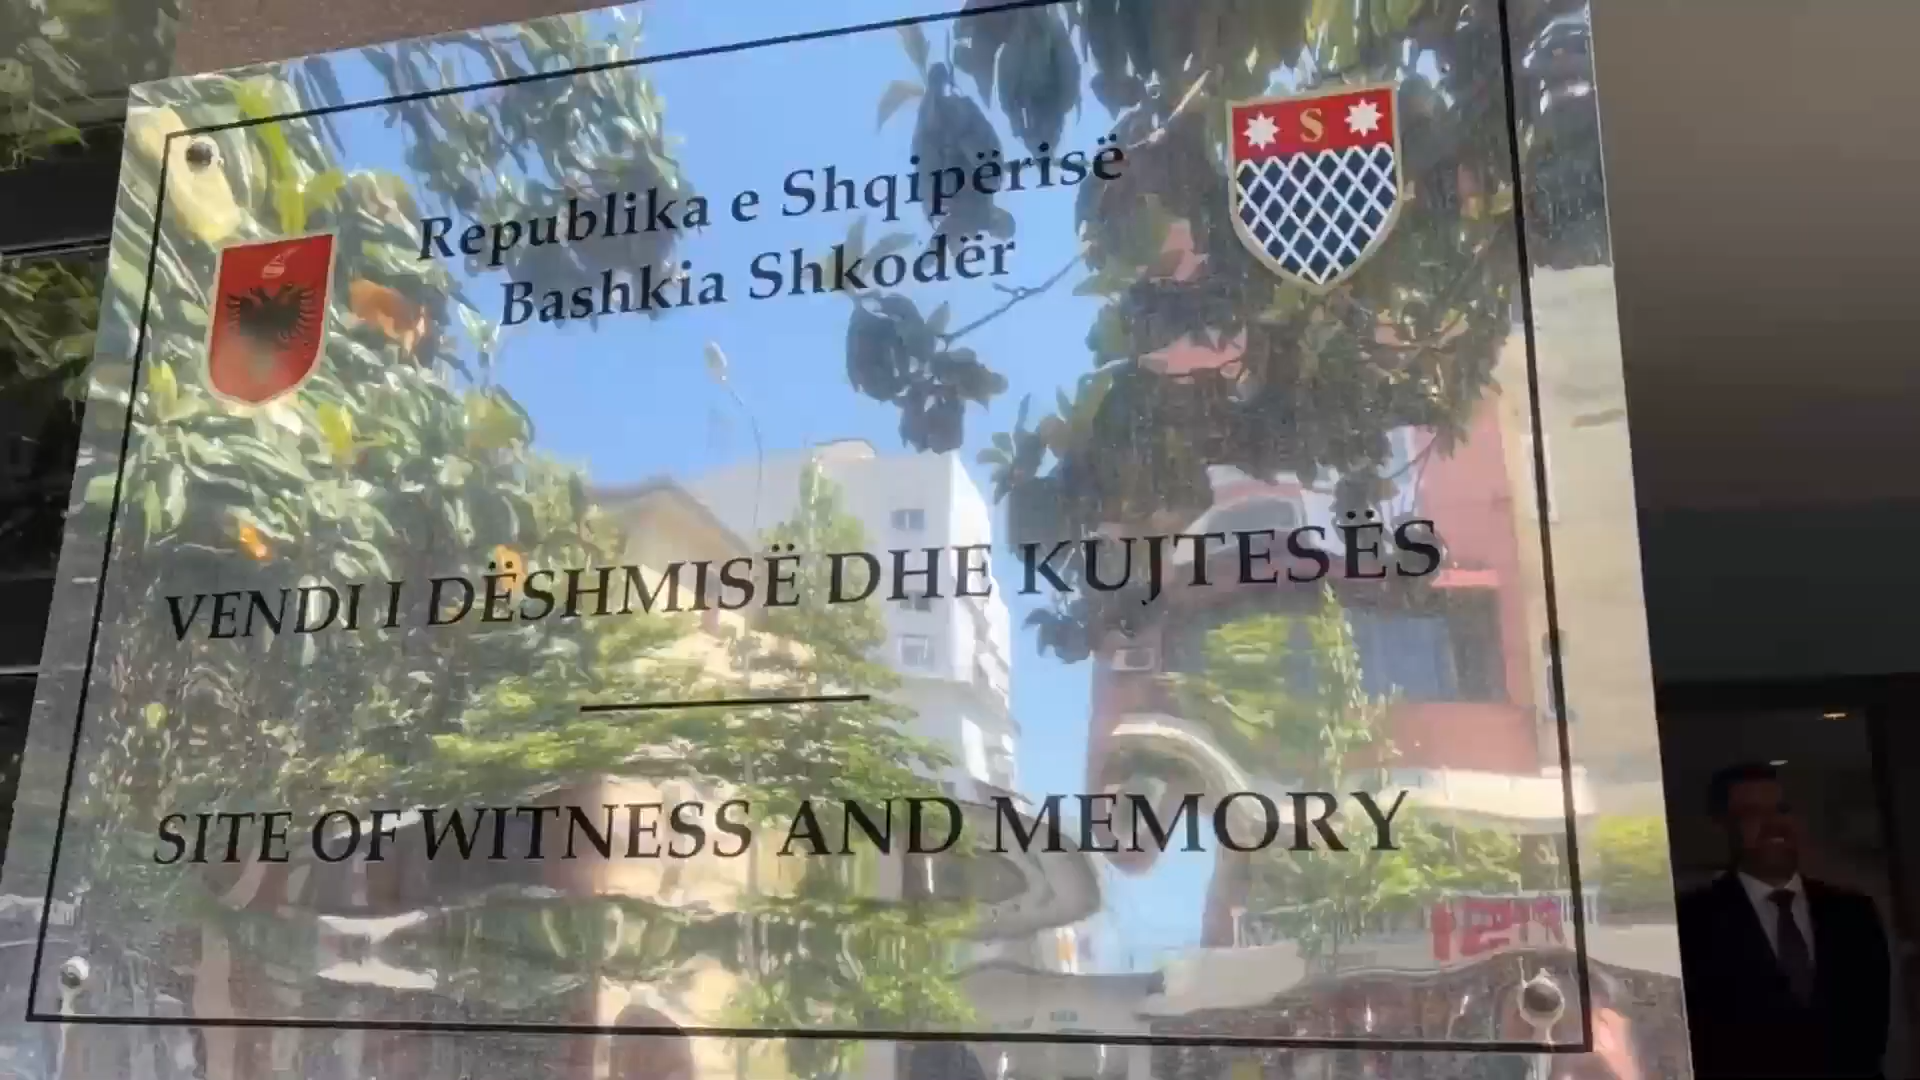 Republika e Shqipërisë
Bashkia Shkodër
S
VENDI I DËSHMISË DHE KUJTESËS
SITE OF WITNESS AND MEMORY